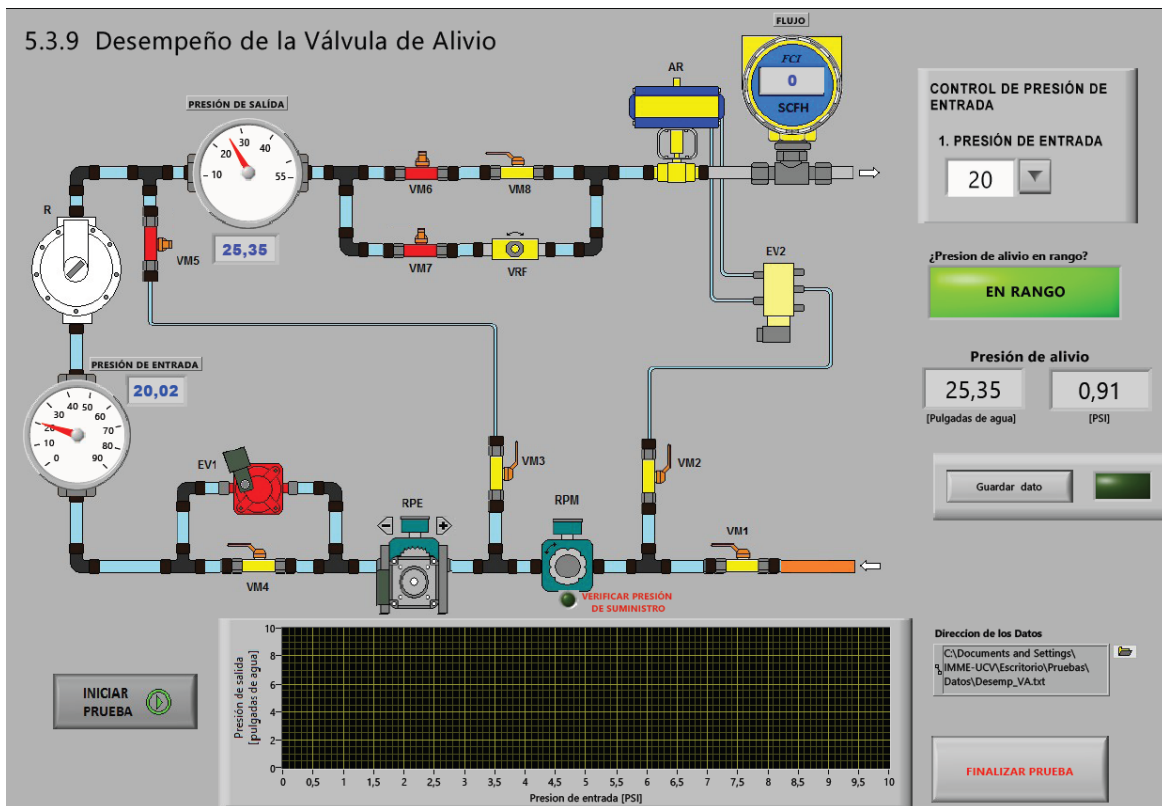 5.3.9 Desempeño de la Válvula de Alivio
FLUJO
FCI
0
SCFH
AR
PRESIÓN DE SALÍDA
10 20 30 40 55
25,35
R
VM5
VM6
VM8
VM7
VRF
EV2
PRESIÓN DE ENTRADA
20,02
0 10 20 30 40 50 60 70 80 90
EV1
VM4
RPE
VM3
RPM
VM2
VM1
VERIFICAR PRESIÓN
DE SUMINISTRO
CONTROL DE PRESIÓN DE
ENTRADA
1. PRESIÓN DE ENTRADA
20
¿Presion de alivio en rango?
EN RANGO
Presión de alivio
25,35 0,91
[Pulgadas de agua] [PSI]
Guardar dato
INICIAR
PRUEBA
Presión de salida
[pulgadas de agua]
10
8
6
4
2
0 0,5 1 1,5 2 2,5 3 3,5 4 4,5 5 5,5 6 6,5 7 7,5 8 8,5 9 9,5 10
Presion de entrada [PSI]
Direccion de los Datos
C:\Documents and Settings\
IMME-UCV\Escritorio\Pruebas\
Datos\Desemp_VA.txt
FINALIZAR PRUEBA